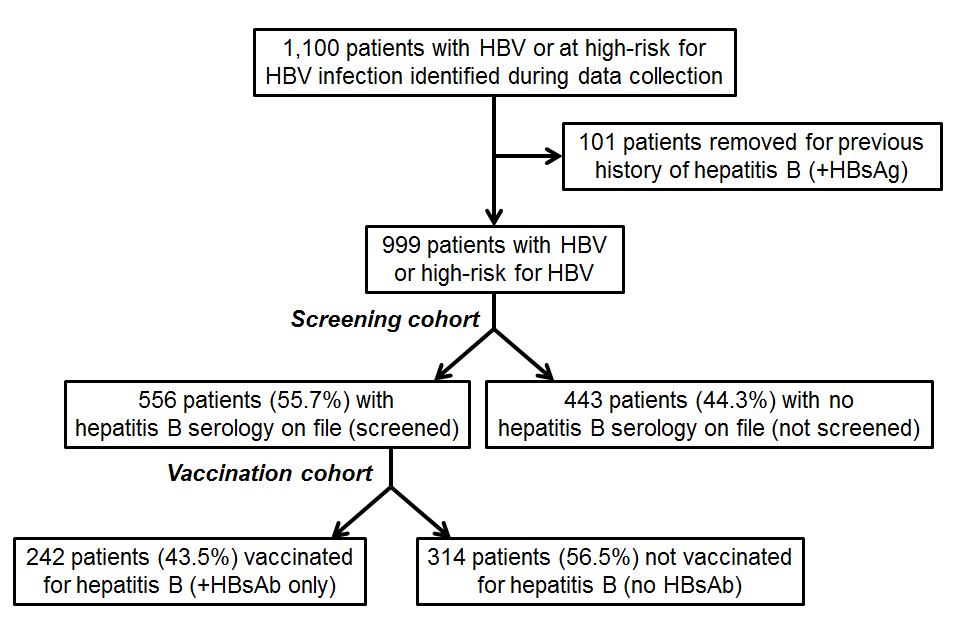 1,100 patients with HBV or at high-risk for
HBV infection identified during data collection
101 patients removed for previous
history of hepatitis B (+HBsAg)
999 patients with HBV
or high-risk for HBV
Screening cohort
556 patients (55.7%) with
hepatitis B serology on file (screened)
443 patients (44.3%) with no
hepatitis B serology on file (not screened)
Vaccination cohort
242 patients (43.5%) vaccinated
for hepatitis B (+HBsAb only)
314 patients (56.5%) not vaccinated
for hepatitis B (no HBsAb)